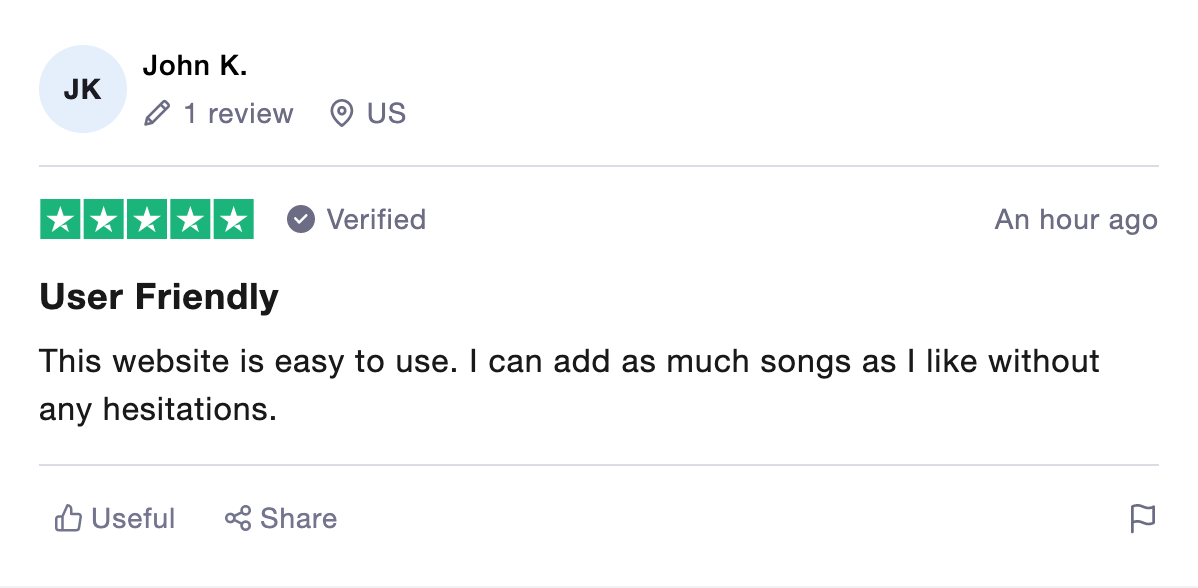 JK
John K.
1 review
US
Verified
An hour ago
User Friendly
This website is easy to use. I can add as much songs as I like without
any hesitations.
Useful
Share